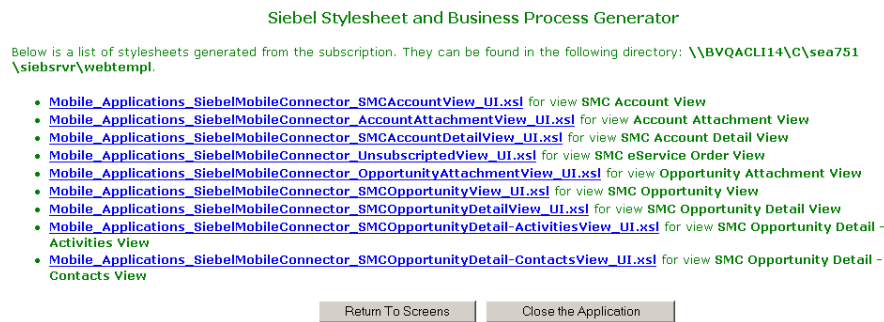 Siebel Stylesheet and Business Process Generator
Below is a list of stylesheets generated from the subscription. They can be found in the following directory: \\BVQACLI14\C\sea751
\siebsrvr\webtempl.
• Mobile_Applications_SiebelMobileConnector_SMCAccountView_UI.xsl for view SMC Account View
• Mobile_Applications_SiebelMobileConnector_AccountAttachmentView_UI.xsl for view Account Attachment View
• Mobile_Applications_SiebelMobileConnector_SMCAccountDetailView_UI.xsl for view SMC Account Detail View
• Mobile_Applications_SiebelMobileConnector_UnsubscriptedView_UI.xsl for view SMC eService Order View
• Mobile_Applications_SiebelMobileConnector_OpportunityAttachmentView_UI.xsl for view Opportunity Attachment View
• Mobile_Applications_SiebelMobileConnector_SMCOpportunityView_UI.xsl for view SMC Opportunity View
• Mobile_Applications_SiebelMobileConnector_SMCOpportunityDetailView_UI.xsl for view SMC Opportunity Detail View
• Mobile_Applications_SiebelMobileConnector_SMCOpportunityDetail-ActivitiesView_UI.xsl for view SMC Opportunity Detail -
Activities View
• Mobile_Applications_SiebelMobileConnector_SMCOpportunityDetail-ContactsView_UI.xsl for view SMC Opportunity Detail -
Contacts View
Return To Screens Close the Application